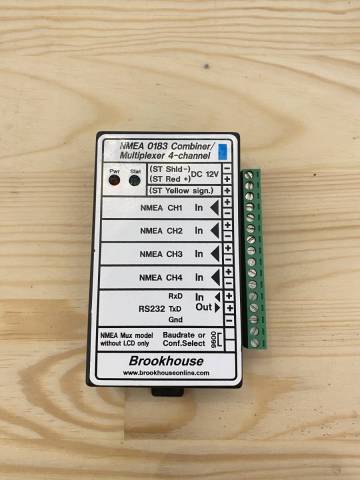 NMEA 0183 Combiner/
Multiplexer 4-channel
Pwr Stat (ST Shld -) DC 12V -
(ST Red +) +
(ST Yellow sign.) +
NMEA CH1 In - +
NMEA CH2 In - +
NMEA CH3 In - +
NMEA CH4 In - +
RxD In +
RS232 TxD Out +
Gnd -
NMEA Mux model Baudrate or 9600
without LCD only Conf.Select
Brookhouse
www.brookhouseonline.com